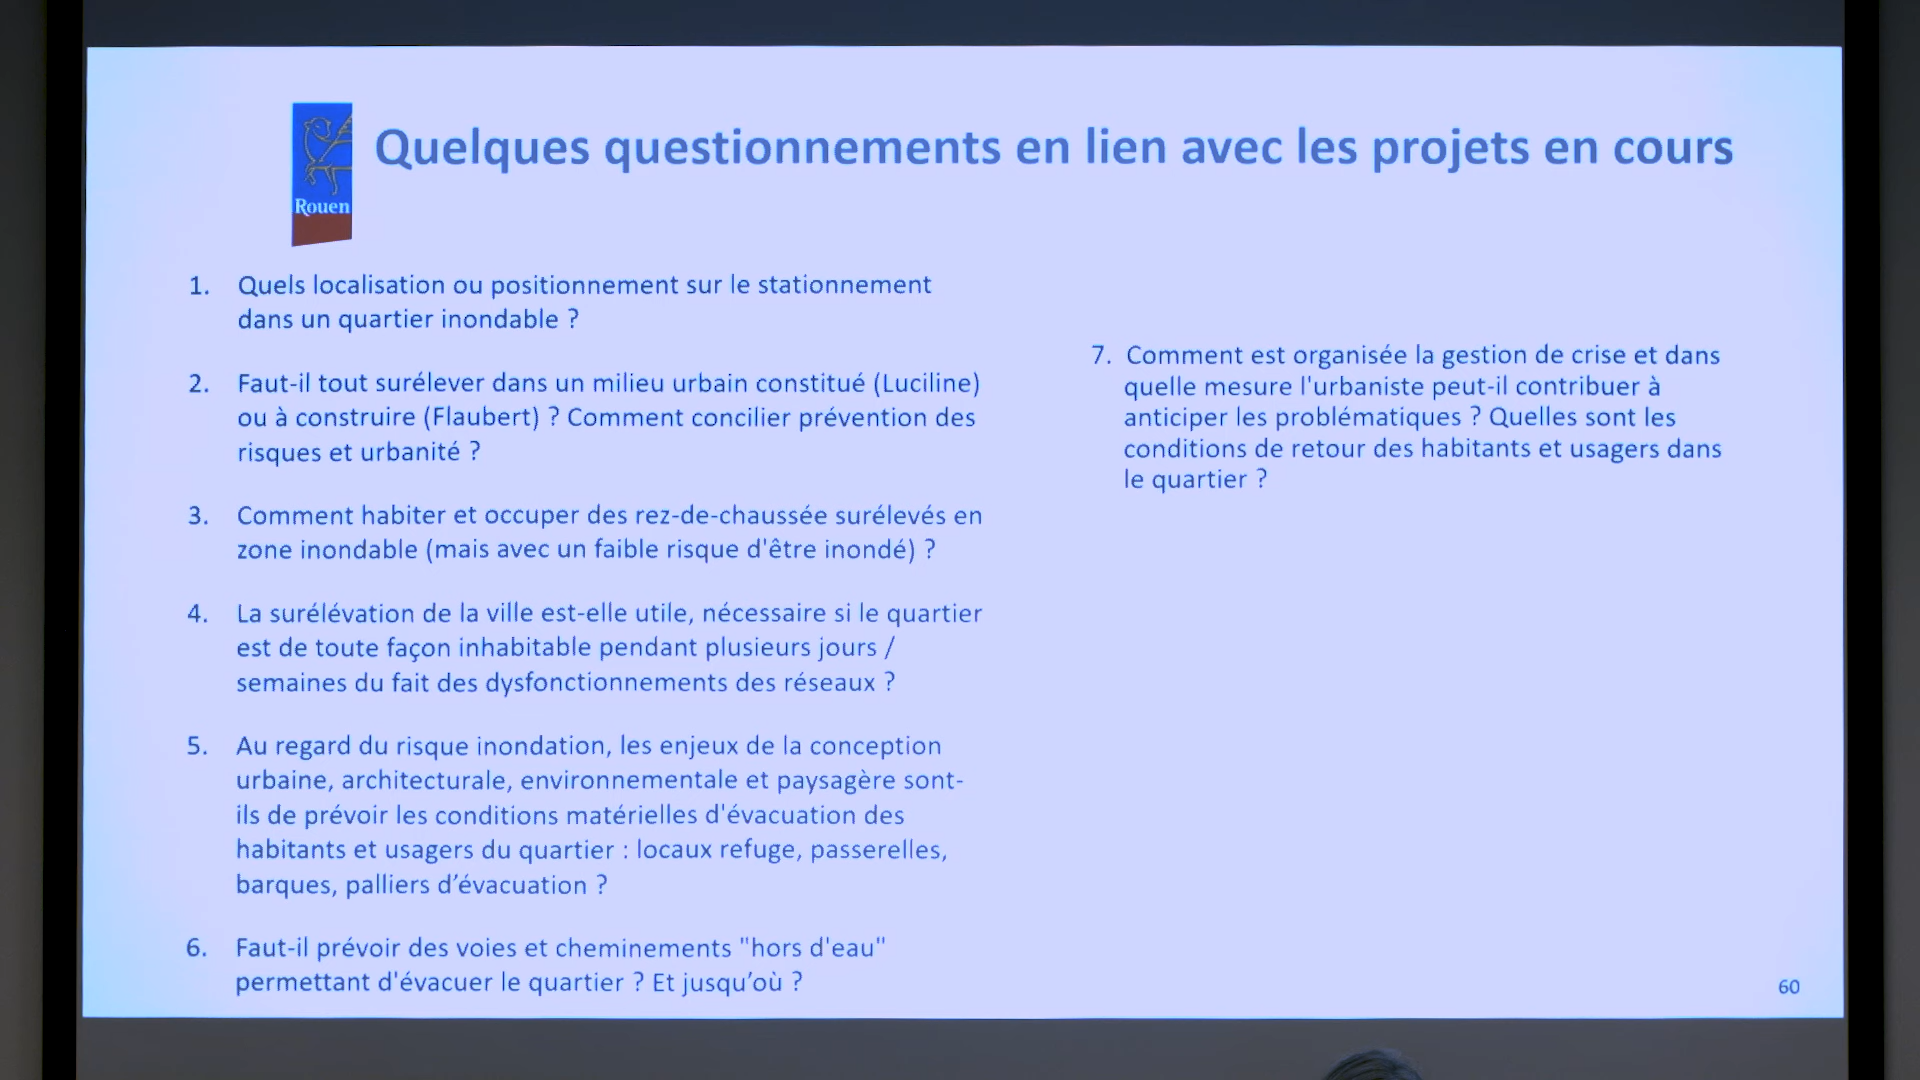 Rouen
Quelques questionnements en lien avec les projets en cours
1. Quels localisation ou positionnement sur le stationnement
dans un quartier inondable ?
2. Faut-il tout surélever dans un milieu urbain constitué (Luciline)
ou à construire (Flaubert) ? Comment concilier prévention des
risques et urbanité ?
3. Comment habiter et occuper des rez-de-chaussée surélevés en
zone inondable (mais avec un faible risque d'être inondé) ?
4. La surélévation de la ville est-elle utile, nécessaire si le quartier
est de toute façon inhabitable pendant plusieurs jours /
semaines du fait des dysfonctionnements des réseaux ?
5. Au regard du risque inondation, les enjeux de la conception
urbaine, architecturale, environnementale et paysagère sont-
ils de prévoir les conditions matérielles d'évacuation des
habitants et usagers du quartier : locaux refuge, passerelles,
barques, palliers d’évacuation ?
6. Faut-il prévoir des voies et cheminements "hors d'eau"
permettant d'évacuer le quartier ? Et jusqu’où ?
7. Comment est organisée la gestion de crise et dans
quelle mesure l'urbaniste peut-il contribuer à
anticiper les problématiques ? Quelles sont les
conditions de retour des habitants et usagers dans
le quartier ?
60